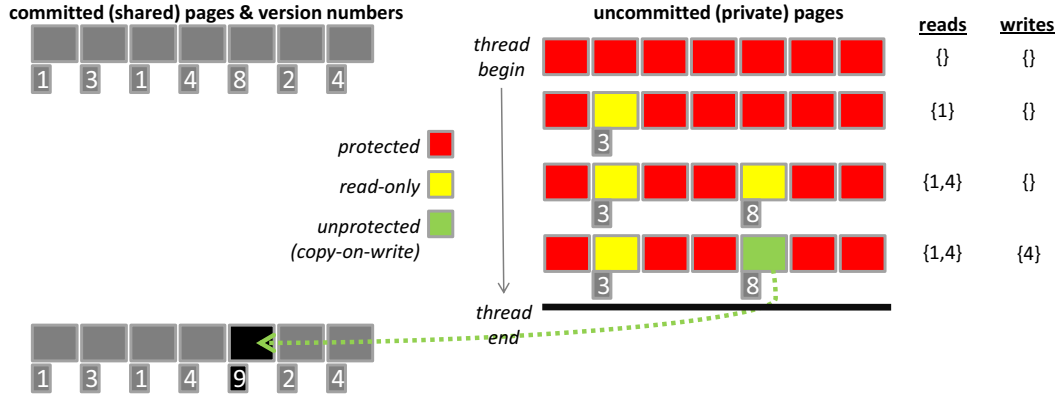 committed (shared) pages & version numbers
uncommitted (private) pages
reads writes
1 3 1 4 8 2 4
thread
begin
{} {}
{1} {}
3
protected
read-only
unprotected
(copy-on-write)
{1,4} {}
3 8
{1,4} {4}
3 8
thread
end
1 3 1 4 9 2 4